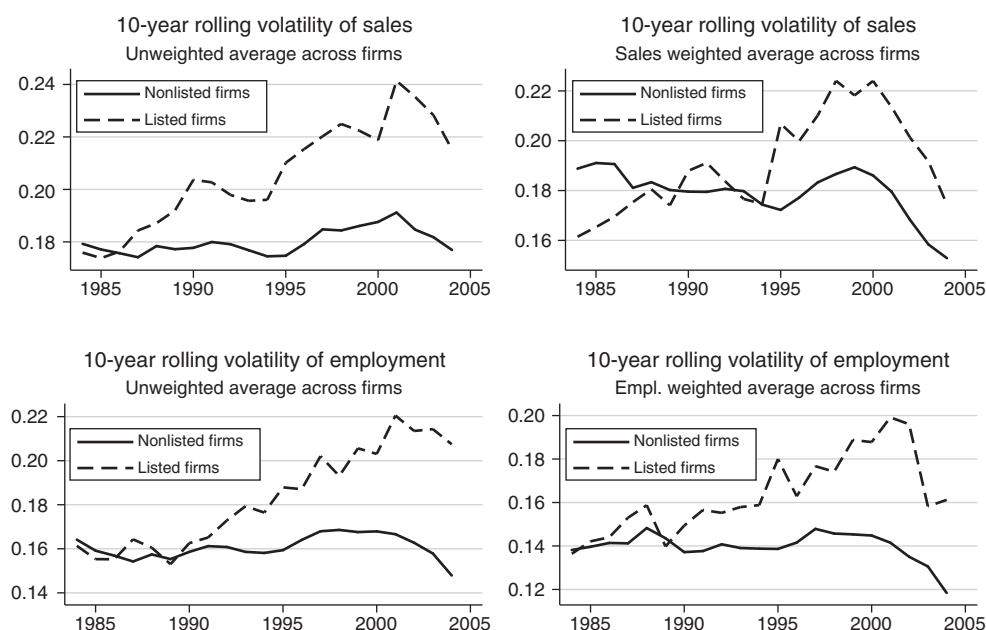 10-year rolling volatility of sales
Unweighted average across firms
0.24
0.22
0.20
0.18
Nonlisted firms
Listed firms
1985 1990 1995 2000 2005
10-year rolling volatility of sales
Sales weighted average across firms
0.22
0.20
0.18
0.16
Nonlisted firms
Listed firms
1985 1990 1995 2000 2005
10-year rolling volatility of employment
Unweighted average across firms
0.22
0.20
0.18
0.16
0.14
Nonlisted firms
Listed firms
1985 1990 1995 2000 2005
10-year rolling volatility of employment
Empl. weighted average across firms
0.20
0.18
0.16
0.14
0.12
Nonlisted firms
Listed firms
1985 1990 1995 2000 2005